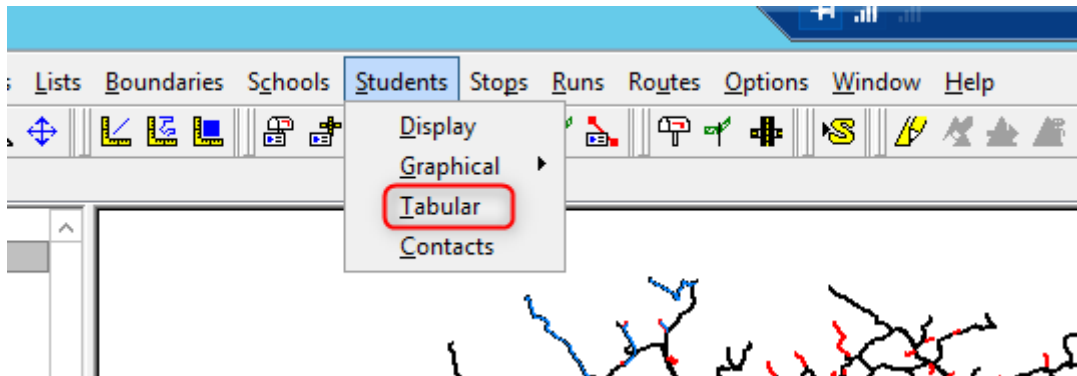 Lists Boundaries Schools Students Stops Runs Routes Options Window Help
Display
Graphical
Tabular
Contacts